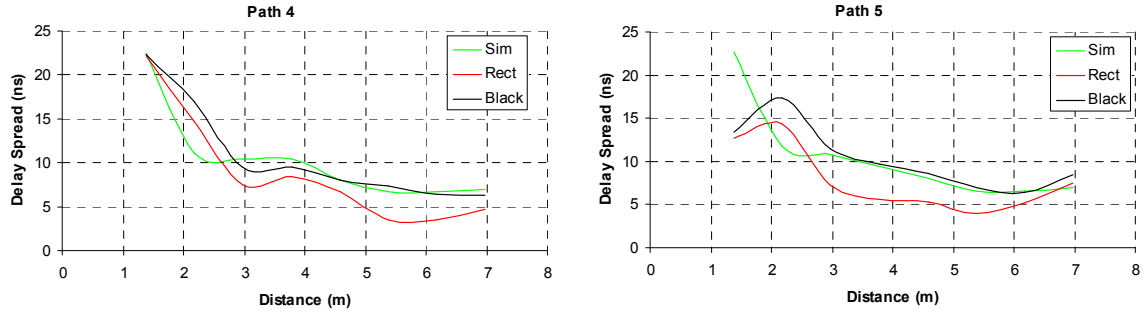 Path 4
25
20
15
10
5
0
Delay Spread (ns)
0 1 2 3 4 5 6 7 8
Distance (m)
Sim
Rect
Black
Path 5
25
20
15
10
5
0
Delay Spread (ns)
0 1 2 3 4 5 6 7 8
Distance (m)
Sim
Rect
Black